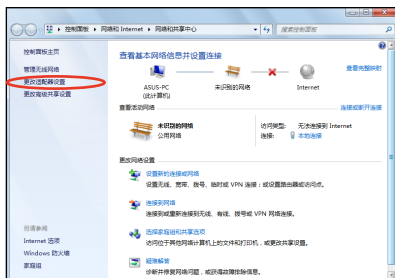 控制面板 ▸ 网络和 Internet ▸ 网络和共享中心
搜索控制面板
控制面板主页
管理无线网络
更改适配器设置
更改高级共享设置
查看基本网络信息并设置连接
查看完整映射
ASUS-PC
(此计算机)
未识别的网络
Internet
查看活动网络
连接或断开连接
未识别的网络
公用网络
访问类型: 无法连接到 Internet
连接: 本地连接
更改网络设置
设置新的连接或网络
设置无线、宽带、拨号、临时或 VPN 连接；或设置路由器或访问点。
连接到网络
连接到或重新连接到无线、有线、拨号或 VPN 网络连接。
选择家庭组和共享选项
访问位于其他网络计算机上的文件和打印机，或更改共享设置。
疑难解答
诊断并修复网络问题，或获得故障排除信息。
另请参阅
Internet 选项
Windows 防火墙
家庭组